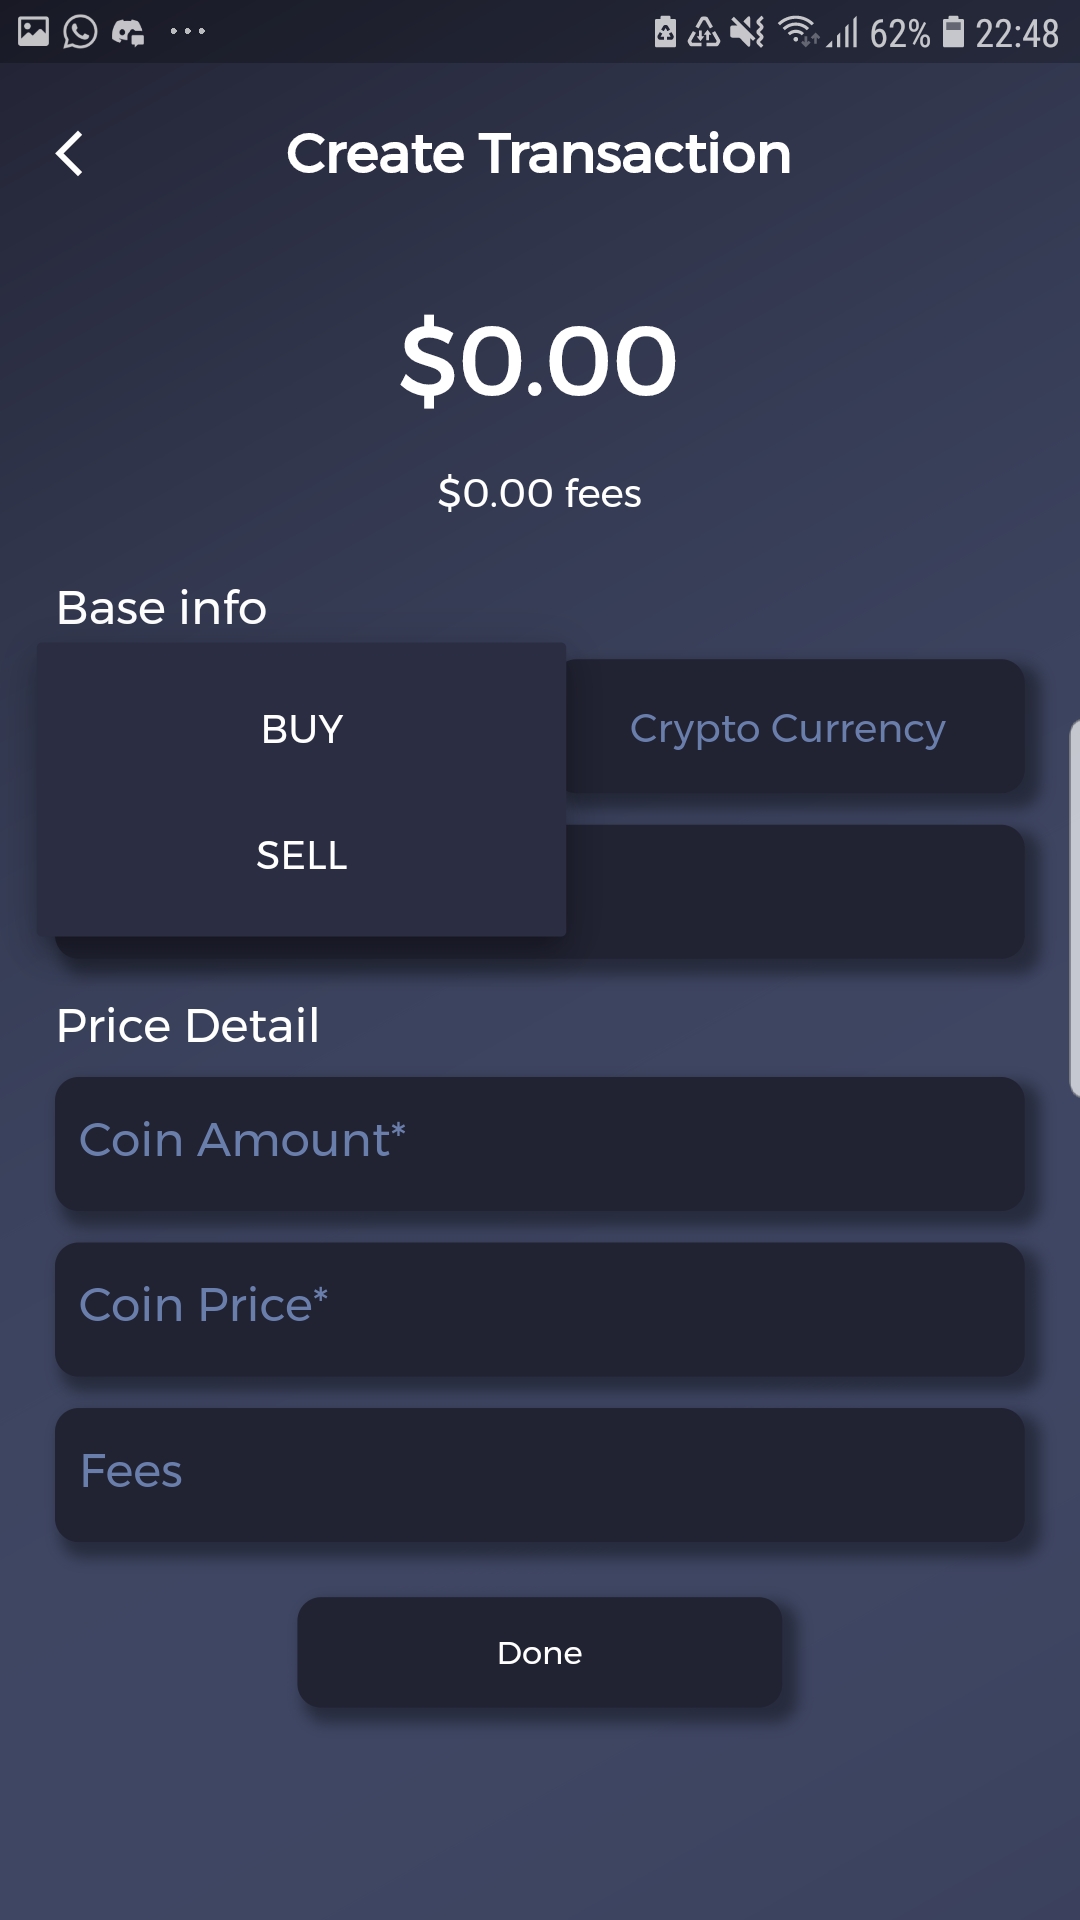 62% 22:48
Create Transaction
$0.00
$0.00 fees
Base info
BUY
Crypto Currency
SELL
Price Detail
Coin Amount*
Coin Price*
Fees
Done